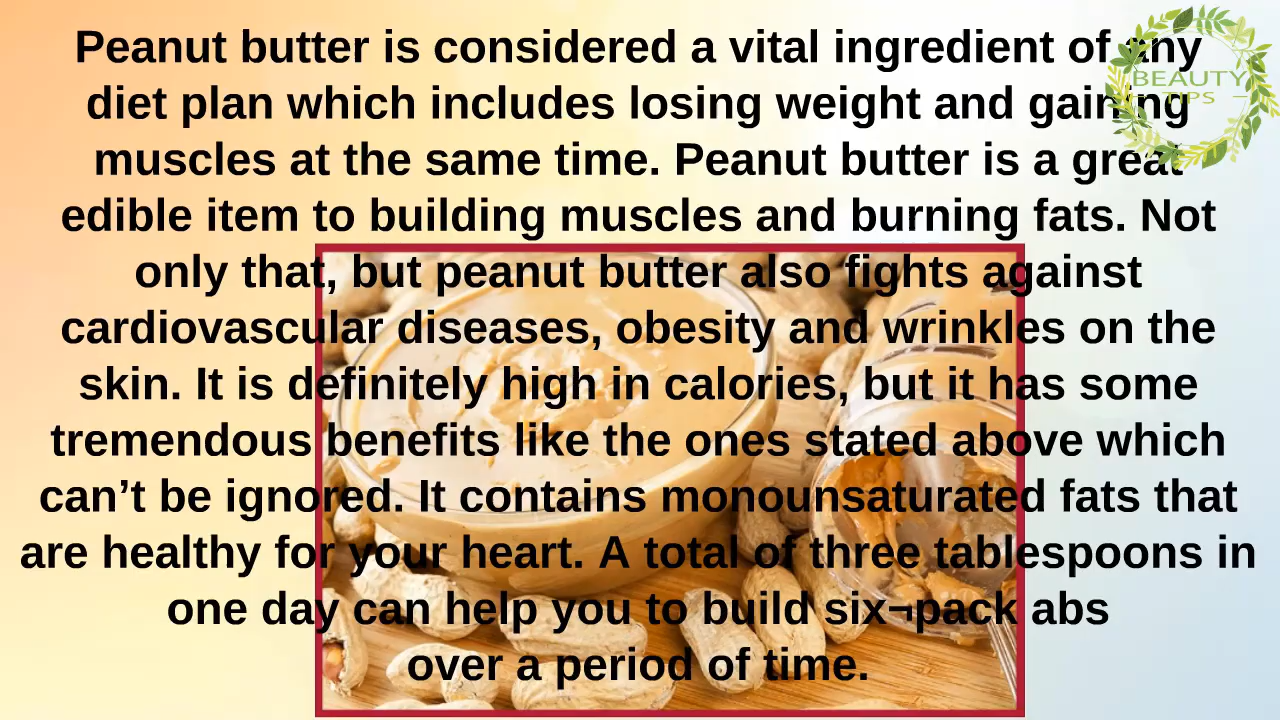 Peanut butter is considered a vital ingredient of any
diet plan which includes losing weight and gaining
muscles at the same time. Peanut butter is a great
edible item to building muscles and burning fats. Not
only that, but peanut butter also fights against
cardiovascular diseases, obesity and wrinkles on the
skin. It is definitely high in calories, but it has some
tremendous benefits like the ones stated above which
can’t be ignored. It contains monounsaturated fats that
are healthy for your heart. A total of three tablespoons in
one day can help you to build six¬pack abs
over a period of time.
BEAUTY
TIPS